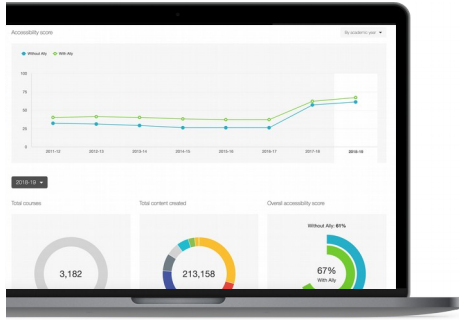 Accessibility score
By academic year
Without Ally With Ally
100
75
50
25
0
2011-12 2012-13 2013-14 2014-15 2015-16 2016-17 2017-18 2018-19
2018-19
Total courses Total content created Overall accessibility score
Without Ally: 61%
3,182 213,158 67%
With Ally